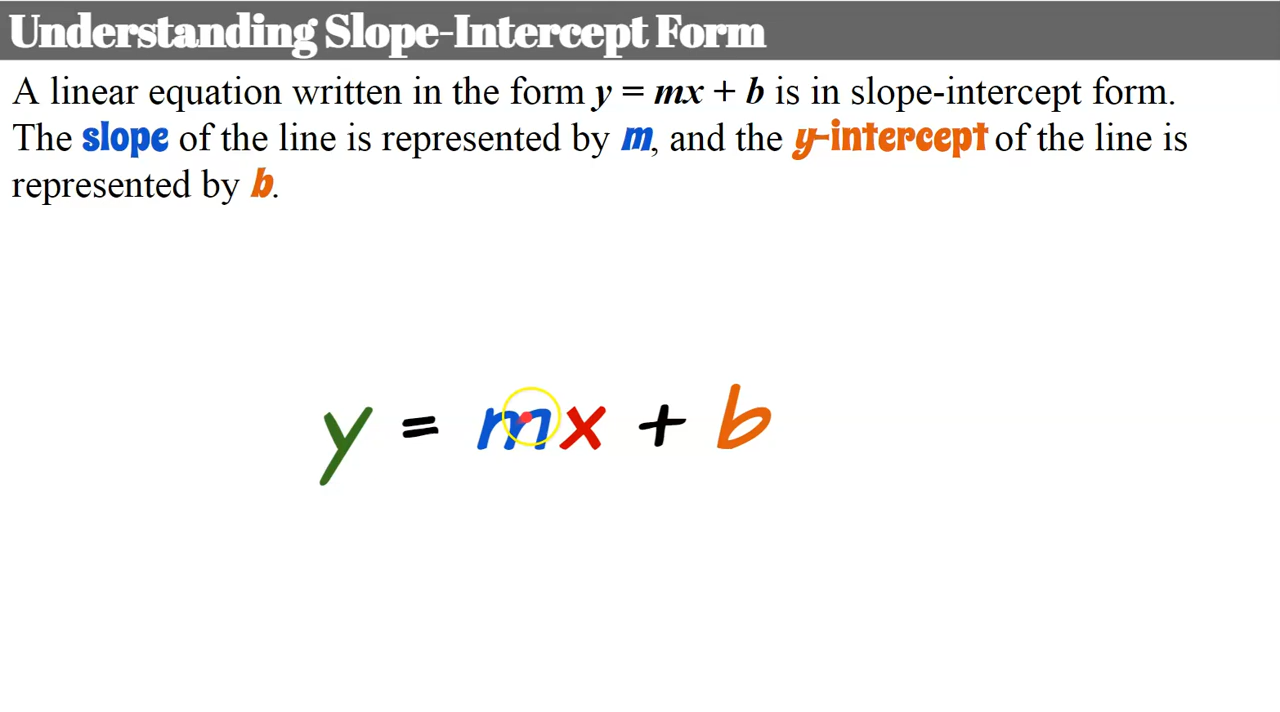 Understanding Slope-Intercept Form
A linear equation written in the form y = mx + b is in slope-intercept form.
The slope of the line is represented by m, and the y-intercept of the line is
represented by b.
y = mx + b